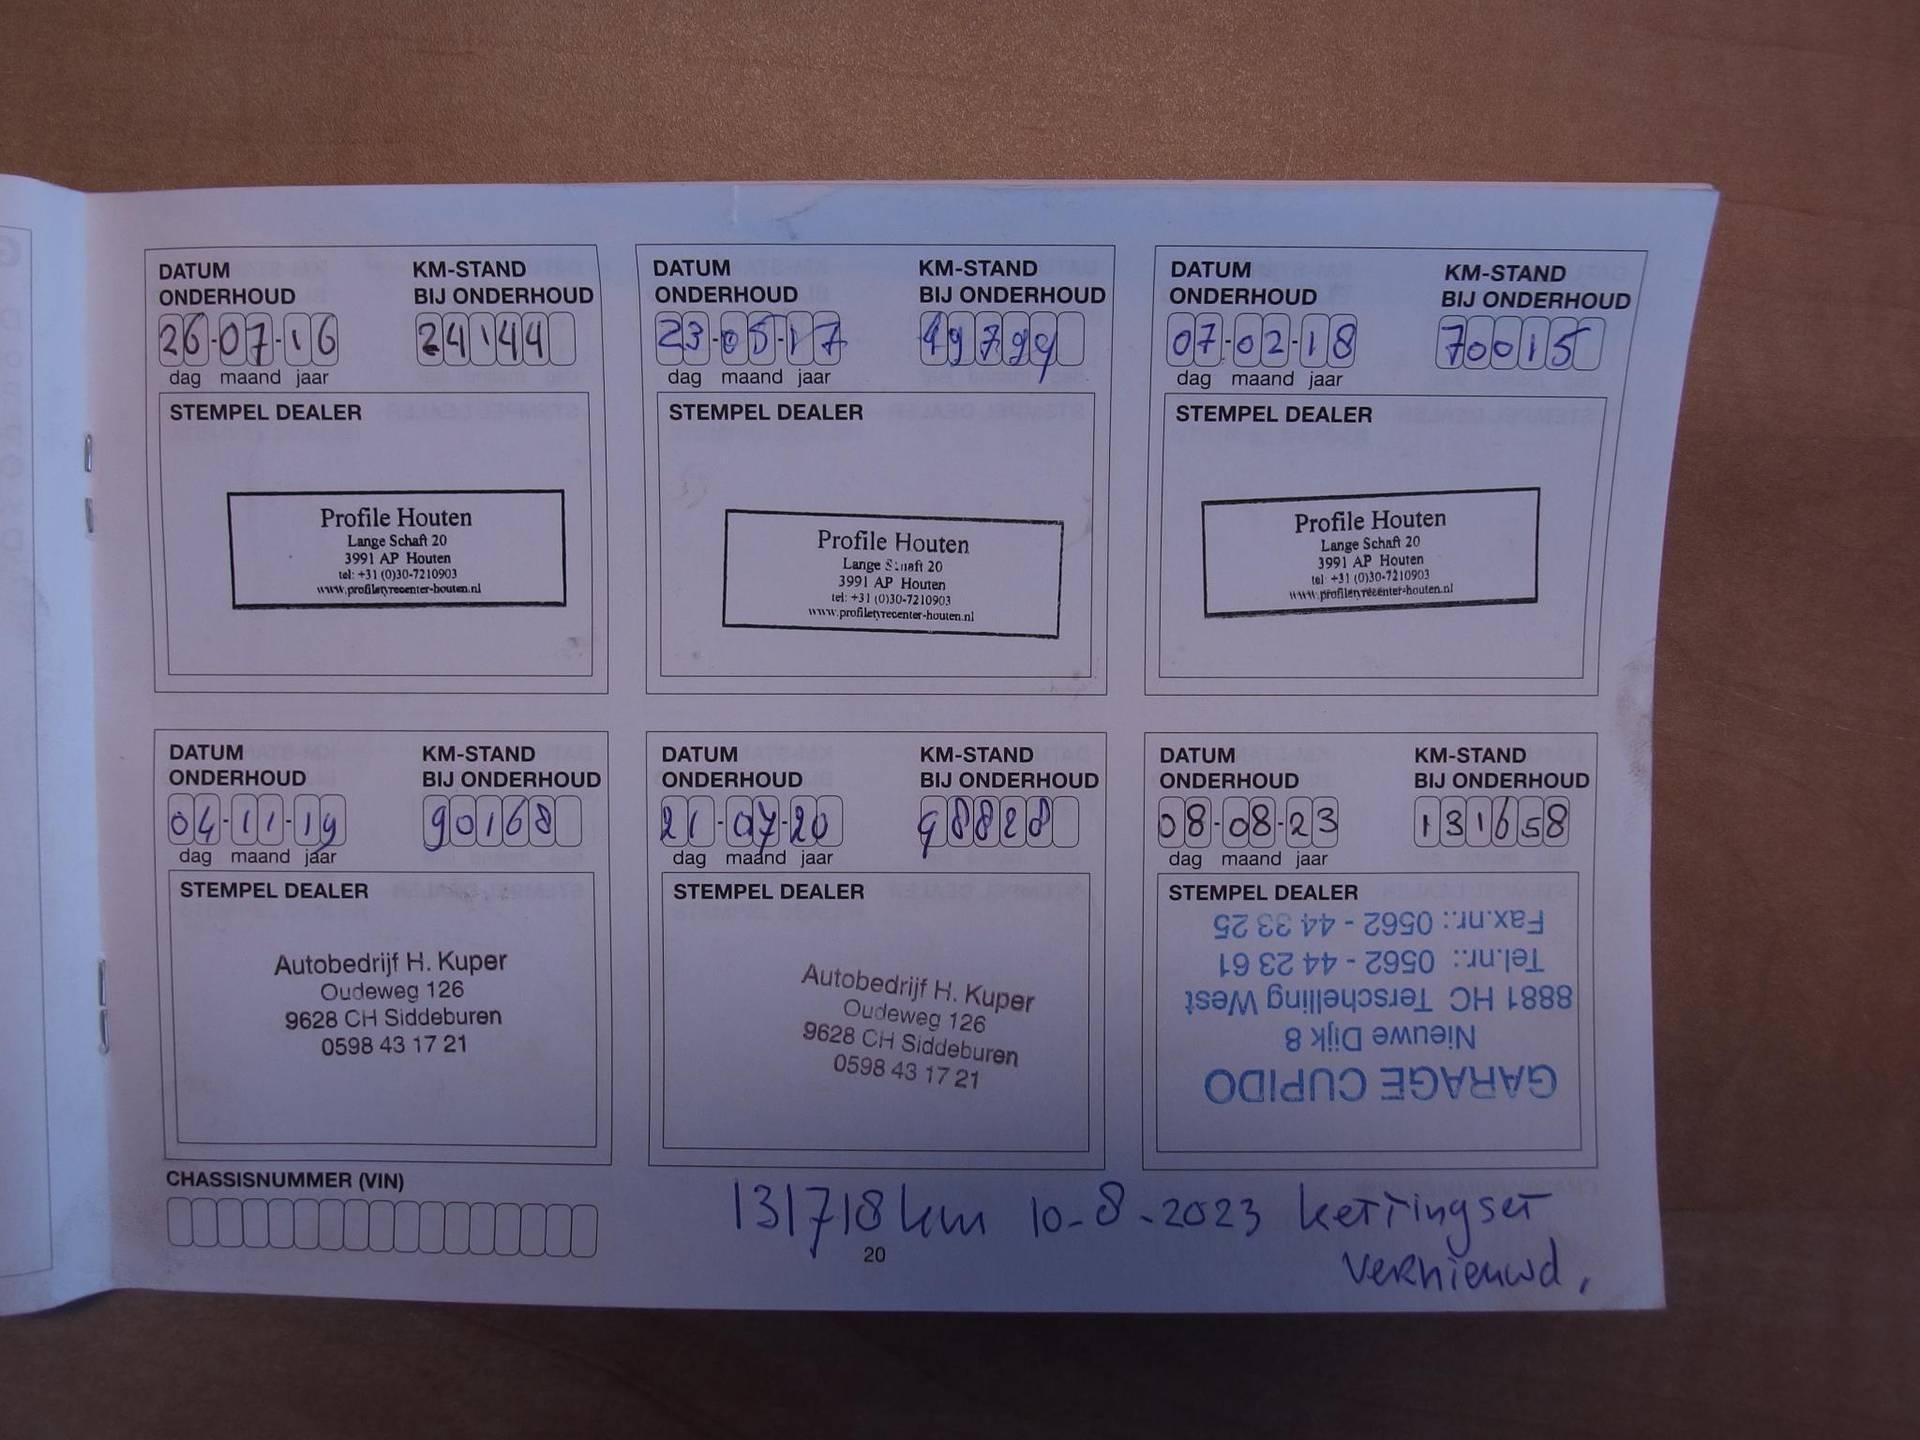 DATUM ONDERHOUD
KM-STAND BIJ ONDERHOUD
26-07-16
24144
dag maand jaar
STEMPEL DEALER
Profile Houten
Lange Schaft 20
3991 AP Houten
tel: +31 (0)30-7210903
www.profiletyrecenter-houten.nl
DATUM ONDERHOUD
KM-STAND BIJ ONDERHOUD
23-05-17
49799
dag maand jaar
STEMPEL DEALER
Profile Houten
Lange Schaft 20
3991 AP Houten
tel: +31 (0)30-7210903
www.profiletyrecenter-houten.nl
DATUM ONDERHOUD
KM-STAND BIJ ONDERHOUD
07-02-18
70015
dag maand jaar
STEMPEL DEALER
Profile Houten
Lange Schaft 20
3991 AP Houten
tel: +31 (0)30-7210903
www.profiletyrecenter-houten.nl
DATUM ONDERHOUD
KM-STAND BIJ ONDERHOUD
04-11-19
90168
dag maand jaar
STEMPEL DEALER
Autobedrijf H. Kuper
Oudeweg 126
9628 CH Siddeburen
0598 43 17 21
DATUM ONDERHOUD
KM-STAND BIJ ONDERHOUD
21-07-20
98828
dag maand jaar
STEMPEL DEALER
Autobedrijf H. Kuper
Oudeweg 126
9628 CH Siddeburen
0598 43 17 21
DATUM ONDERHOUD
KM-STAND BIJ ONDERHOUD
08-08-23
131658
dag maand jaar
STEMPEL DEALER
GARAGE CUPIDO
Nieuwe Dijk 8
8881 HC Terschelling West
Tel.nr.: 0562 - 44 23 61
Fax.nr.: 0562 - 44 33 25
CHASSISNUMMER (VIN)
131718 km 10-8-2023 kettingset
vernieuwd.
20